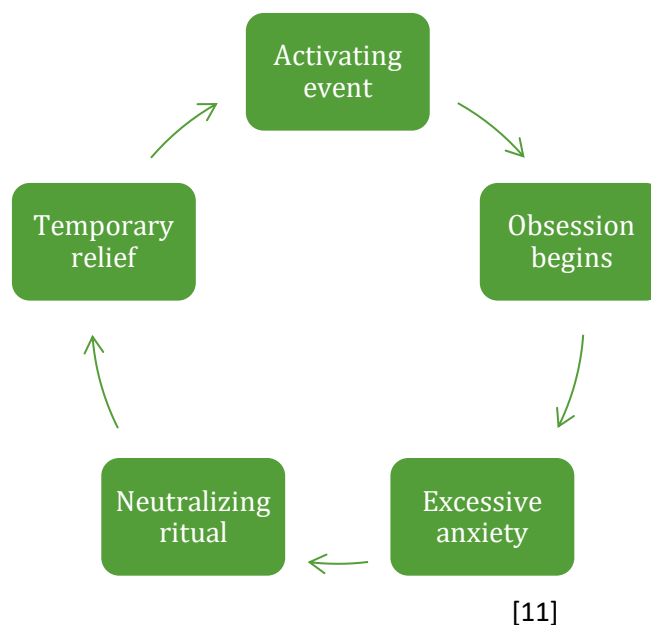 Activating
event
Obsession
begins
Excessive
anxiety
Neutralizing
ritual
Temporary
relief
[11]